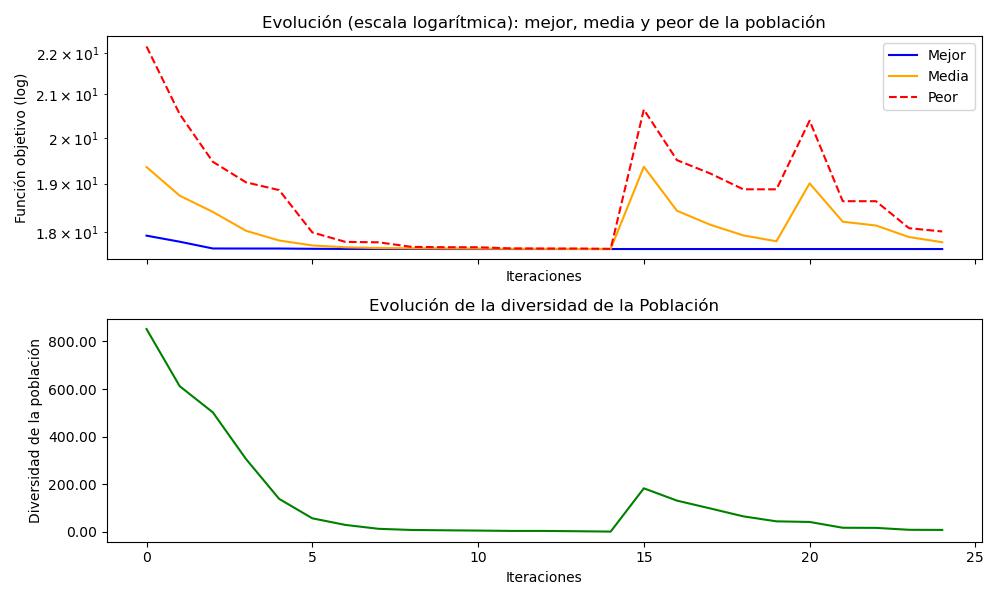 Evolución (escala logarítmica): mejor, media y peor de la población
Función objetivo (log)
2.2 × 10¹
2.1 × 10¹
2 × 10¹
1.9 × 10¹
1.8 × 10¹
Mejor
Media
Peor
Iteraciones
Evolución de la diversidad de la Población
Diversidad de la población
800.00
600.00
400.00
200.00
0.00
0 5 10 15 20 25
Iteraciones